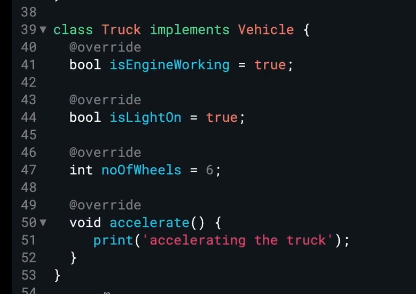 38
39 class Truck implements Vehicle {
40   @override
41   bool isEngineWorking = true;
42
43   @override
44   bool isLightOn = true;
45
46   @override
47   int noOfWheels = 6;
48
49   @override
50   void accelerate() {
51      print('accelerating the truck');
52   }
53 }
54